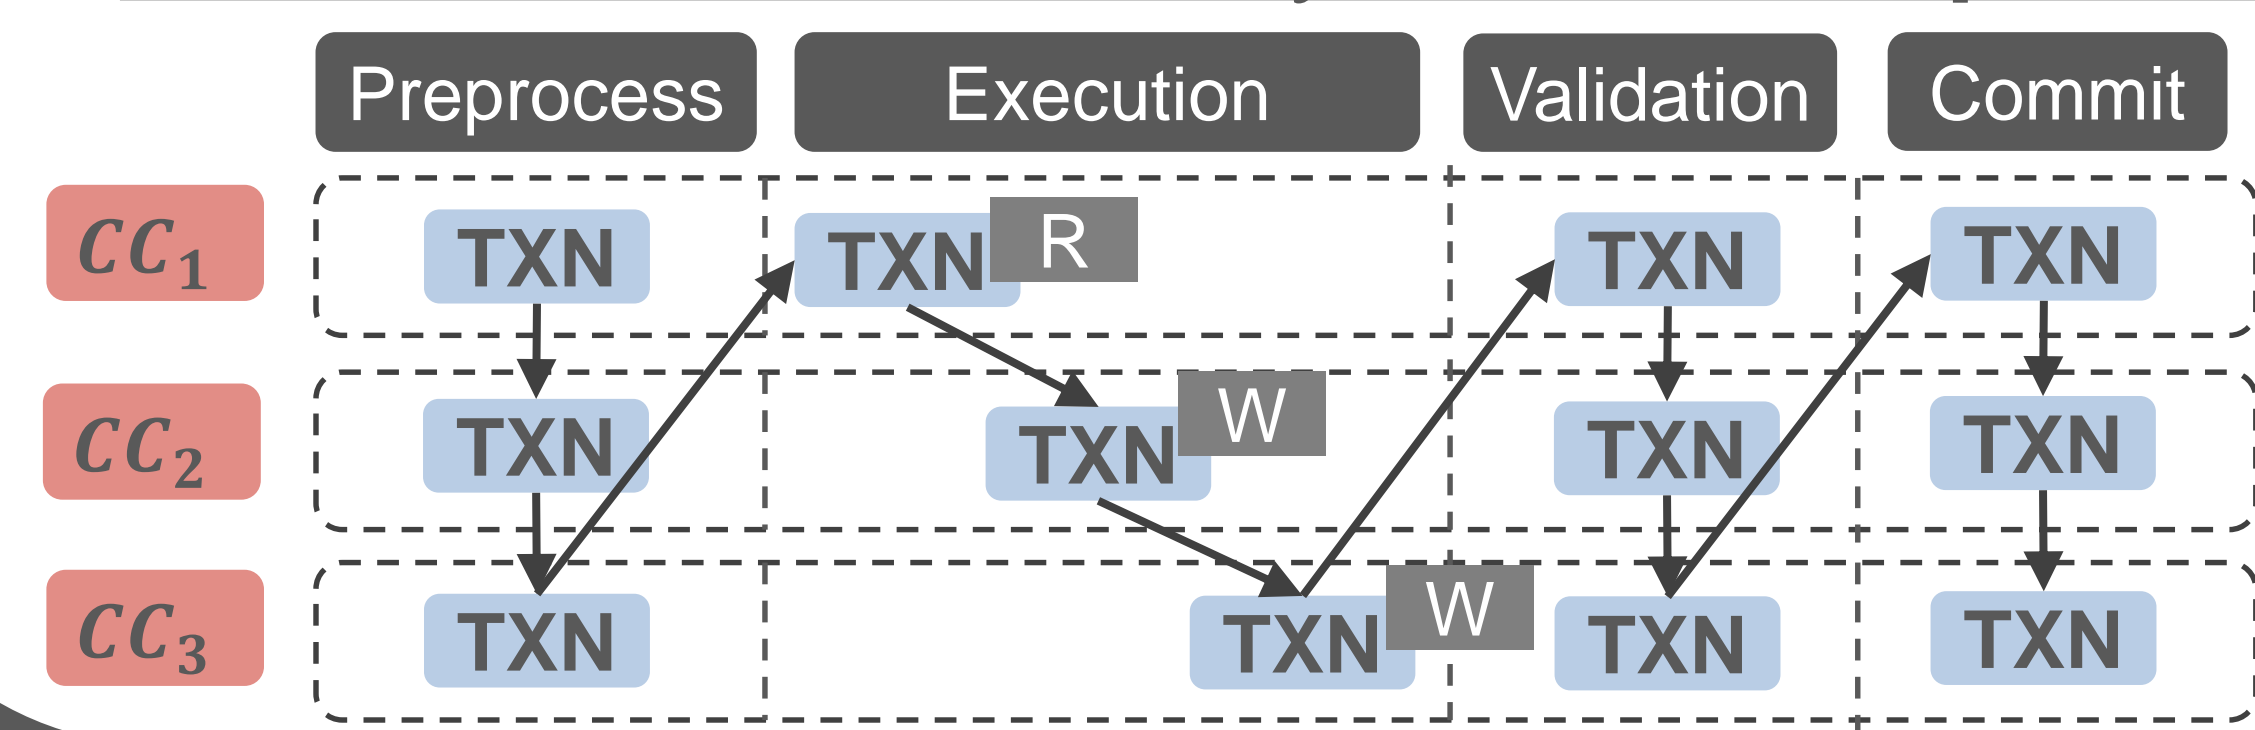 Preprocess Execution Validation Commit
CC1 TXN TXN R TXN TXN
CC2 TXN TXN W TXN TXN
CC3 TXN TXN W TXN TXN